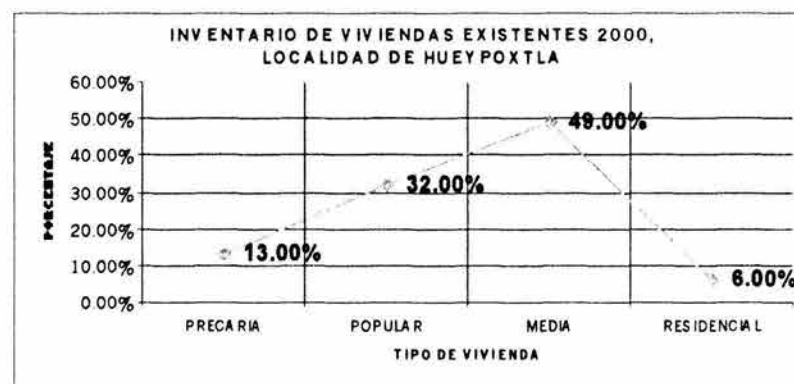 INVENTARIO DE VIVIENDAS EXISTENTES 2000,
LOCALIDAD DE HUEYPOXTLA
PORCENTAJE
60.00%
50.00%
40.00%
30.00%
20.00%
10.00%
0.00%
13.00%
32.00%
49.00%
6.00%
PRECARIA POPULAR MEDIA RESIDENCIAL
TIPO DE VIVIENDA